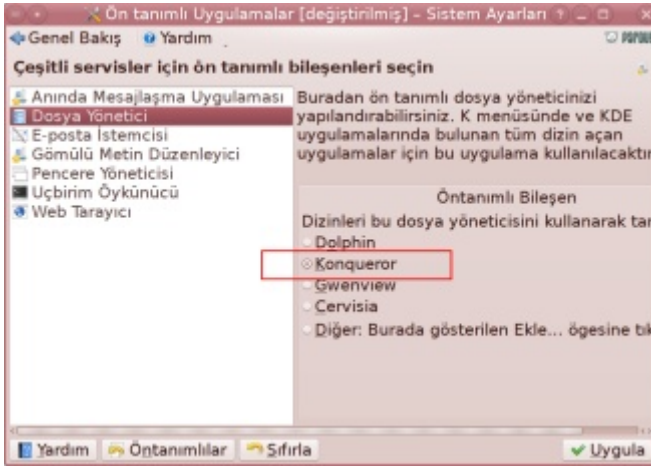 Ön tanımlı Uygulamalar [değiştirilmiş] – Sistem Ayarları
Genel Bakış Yardım
Çeşitli servisler için ön tanımlı bileşenleri seçin
Anında Mesajlaşma Uygulaması
Dosya Yönetici
E-posta İstemcisi
Gömülü Metin Düzenleyici
Pencere Yöneticisi
Uçbirim Öykünücü
Web Tarayıcı
Buradan ön tanımlı dosya yöneticinizi
yapılandırabilirsiniz. K menüsünde ve KDE
uygulamalarında bulunan tüm dizin açan
uygulamalar için bu uygulama kullanılacaktır
Öntanımlı Bileşen
Dizinleri bu dosya yöneticisini kullanarak tar
Dolphin
Konqueror
Gwenview
Cervisia
Diğer: Burada gösterilen Ekle... ögesine tık
Yardım Öntanımlılar Sıfırla Uygula